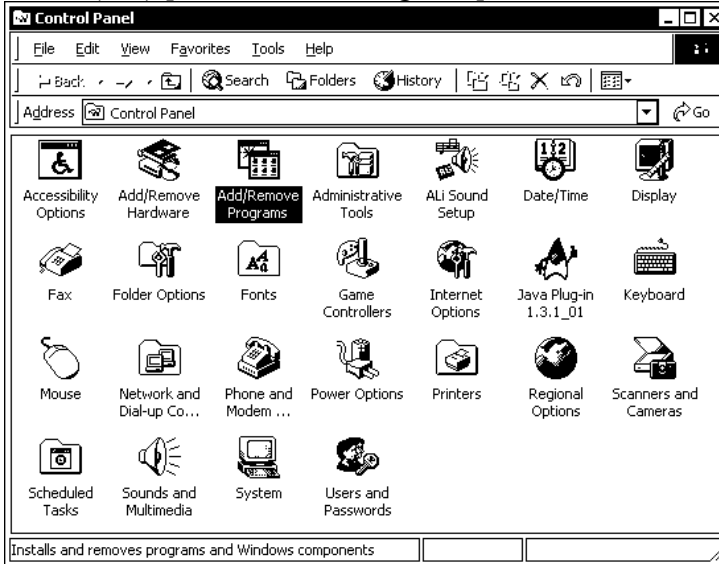 Control Panel
File Edit View Favorites Tools Help
Back Search Folders History
Address Control Panel Go
Accessibility Options
Add/Remove Hardware
Add/Remove Programs
Administrative Tools
ALi Sound Setup
Date/Time
Display
Fax
Folder Options
Fonts
Game Controllers
Internet Options
Java Plug-in 1.3.1_01
Keyboard
Mouse
Network and Dial-up Co...
Phone and Modem ...
Power Options
Printers
Regional Options
Scanners and Cameras
Scheduled Tasks
Sounds and Multimedia
System
Users and Passwords
Installs and removes programs and Windows components